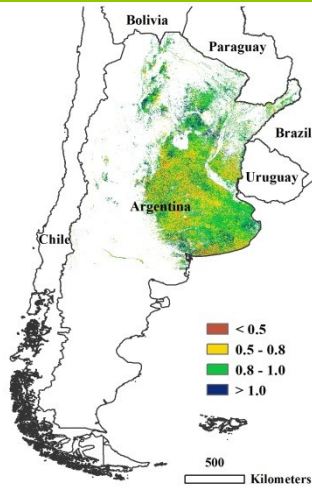 Bolivia
Paraguay
Brazil
Uruguay
Argentina
Chile
< 0.5
0.5 - 0.8
0.8 - 1.0
> 1.0
500
Kilometers